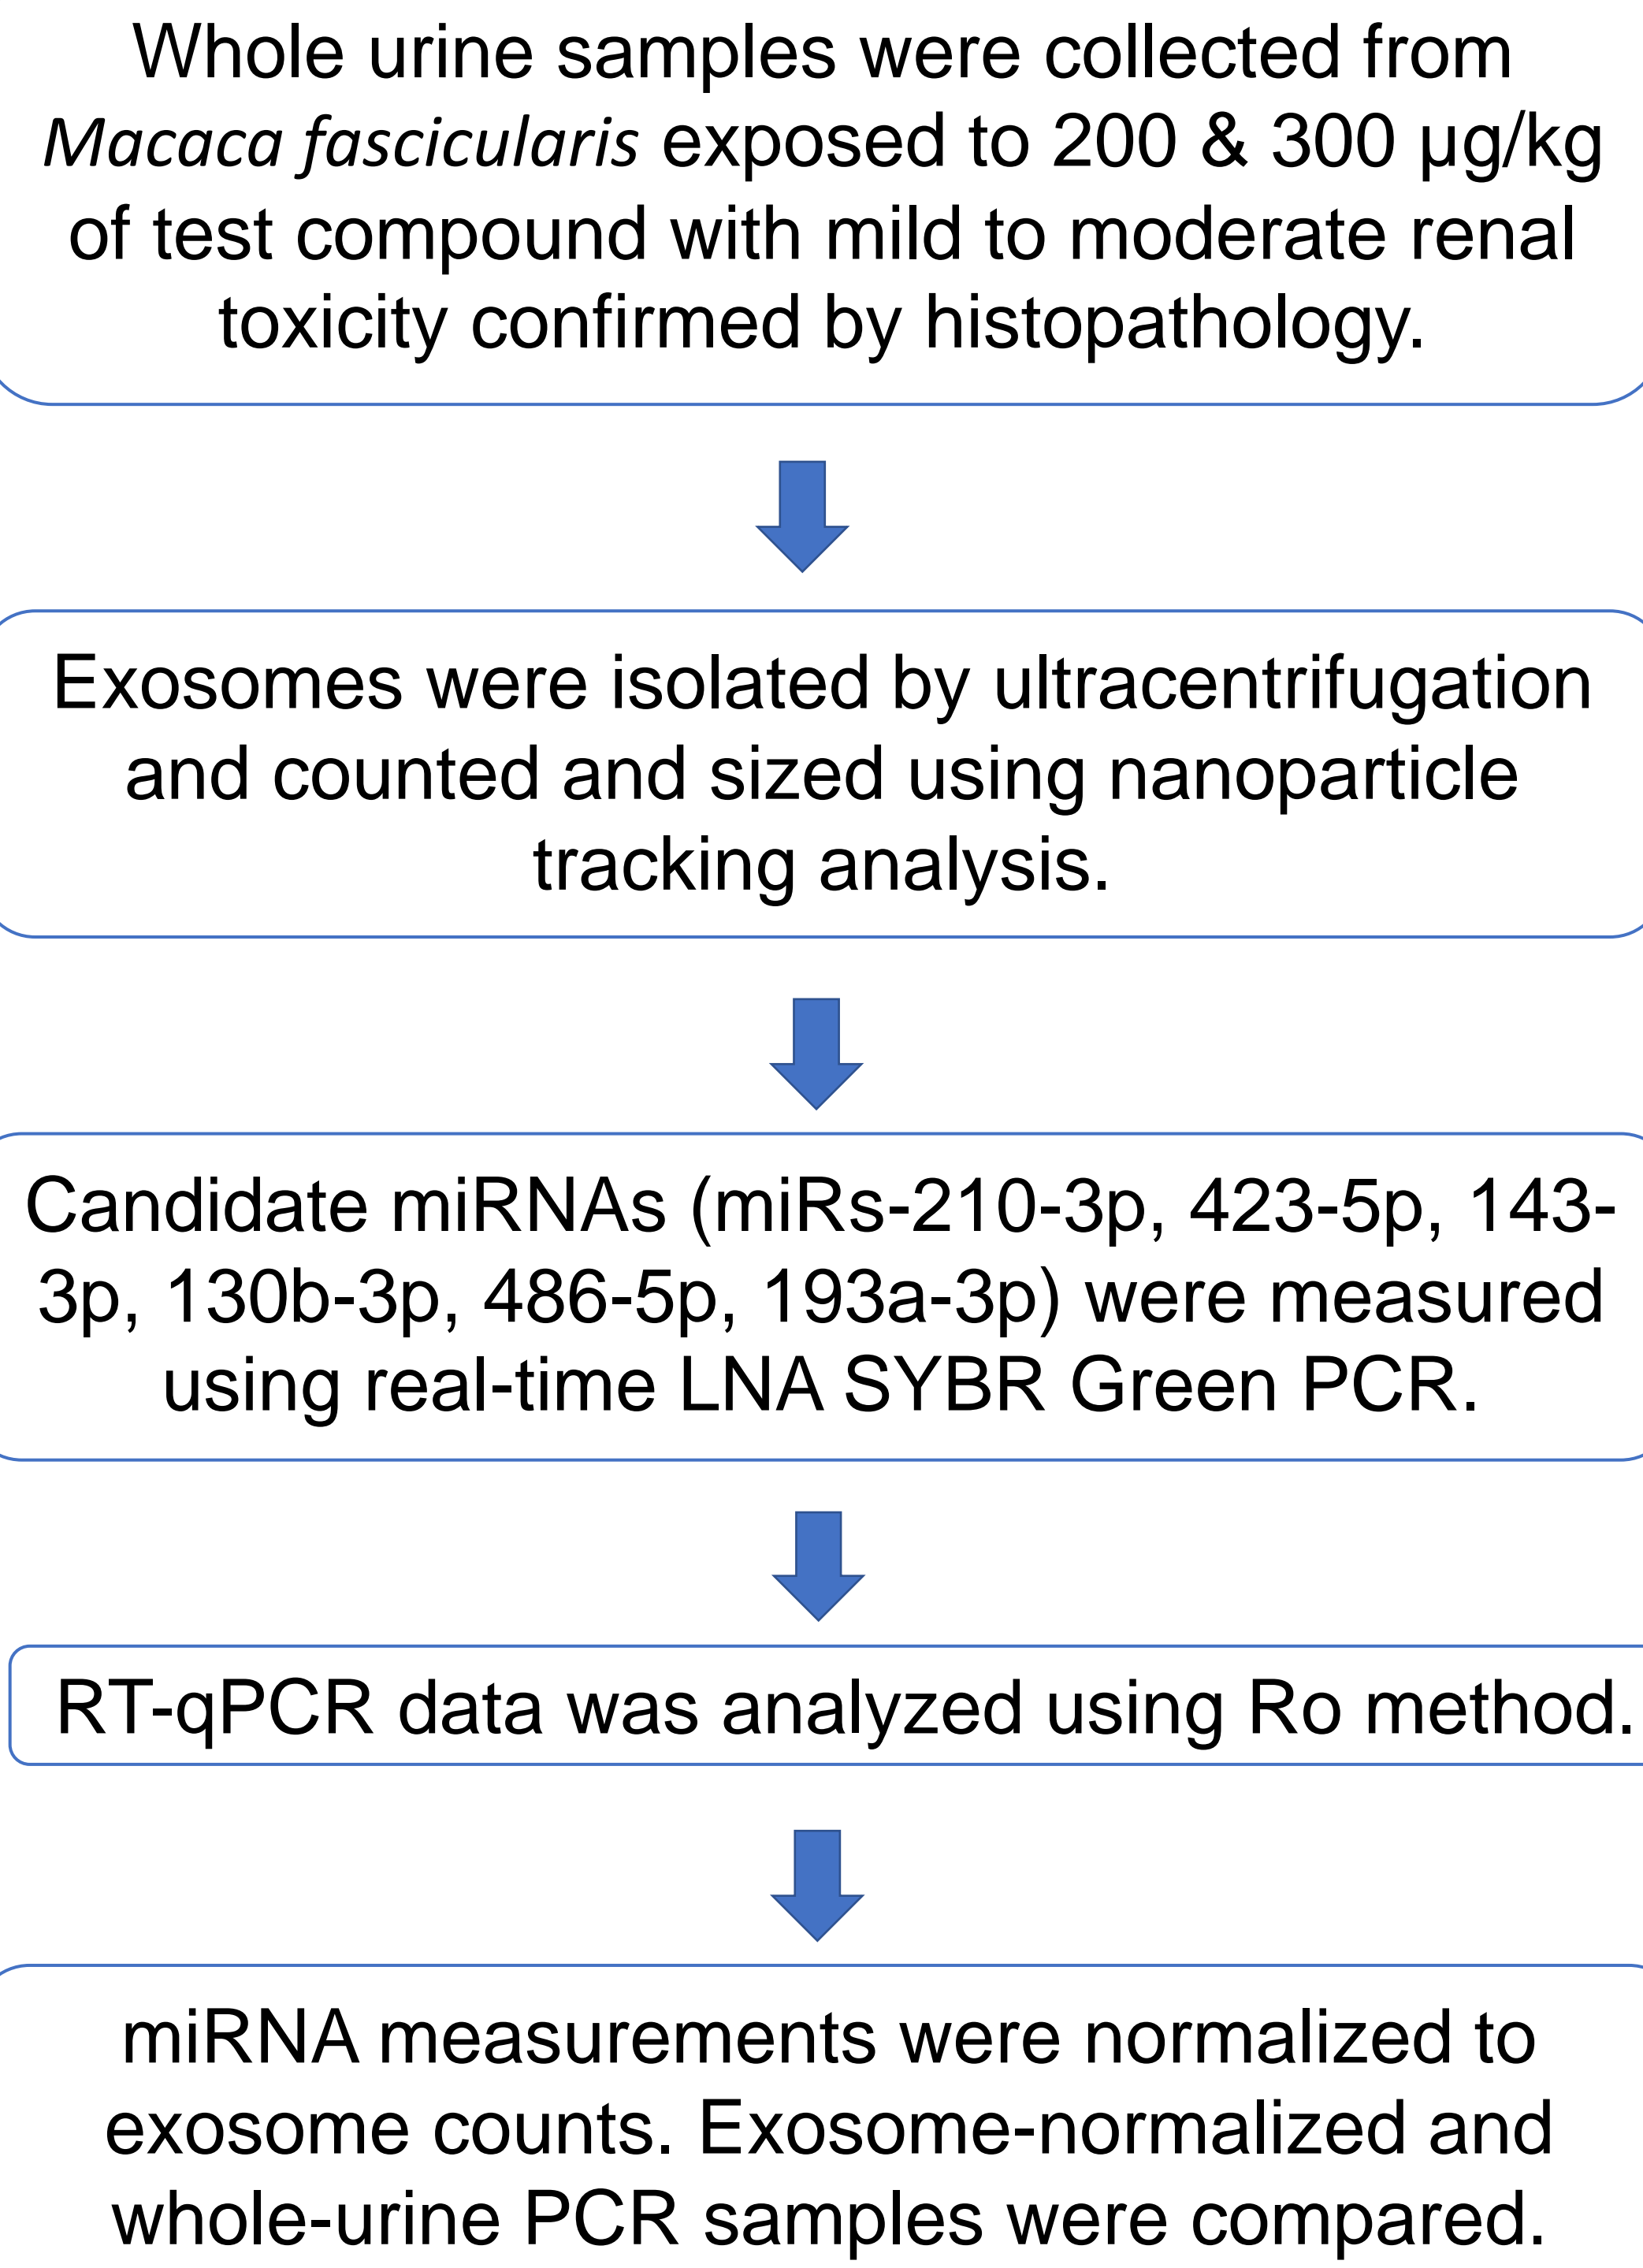 Whole urine samples were collected from
Macaca fascicularis exposed to 200 & 300 µg/kg
of test compound with mild to moderate renal
toxicity confirmed by histopathology.
Exosomes were isolated by ultracentrifugation
and counted and sized using nanoparticle
tracking analysis.
Candidate miRNAs (miRs-210-3p, 423-5p, 143-
3p, 130b-3p, 486-5p, 193a-3p) were measured
using real-time LNA SYBR Green PCR.
RT-qPCR data was analyzed using Ro method.
miRNA measurements were normalized to
exosome counts. Exosome-normalized and
whole-urine PCR samples were compared.